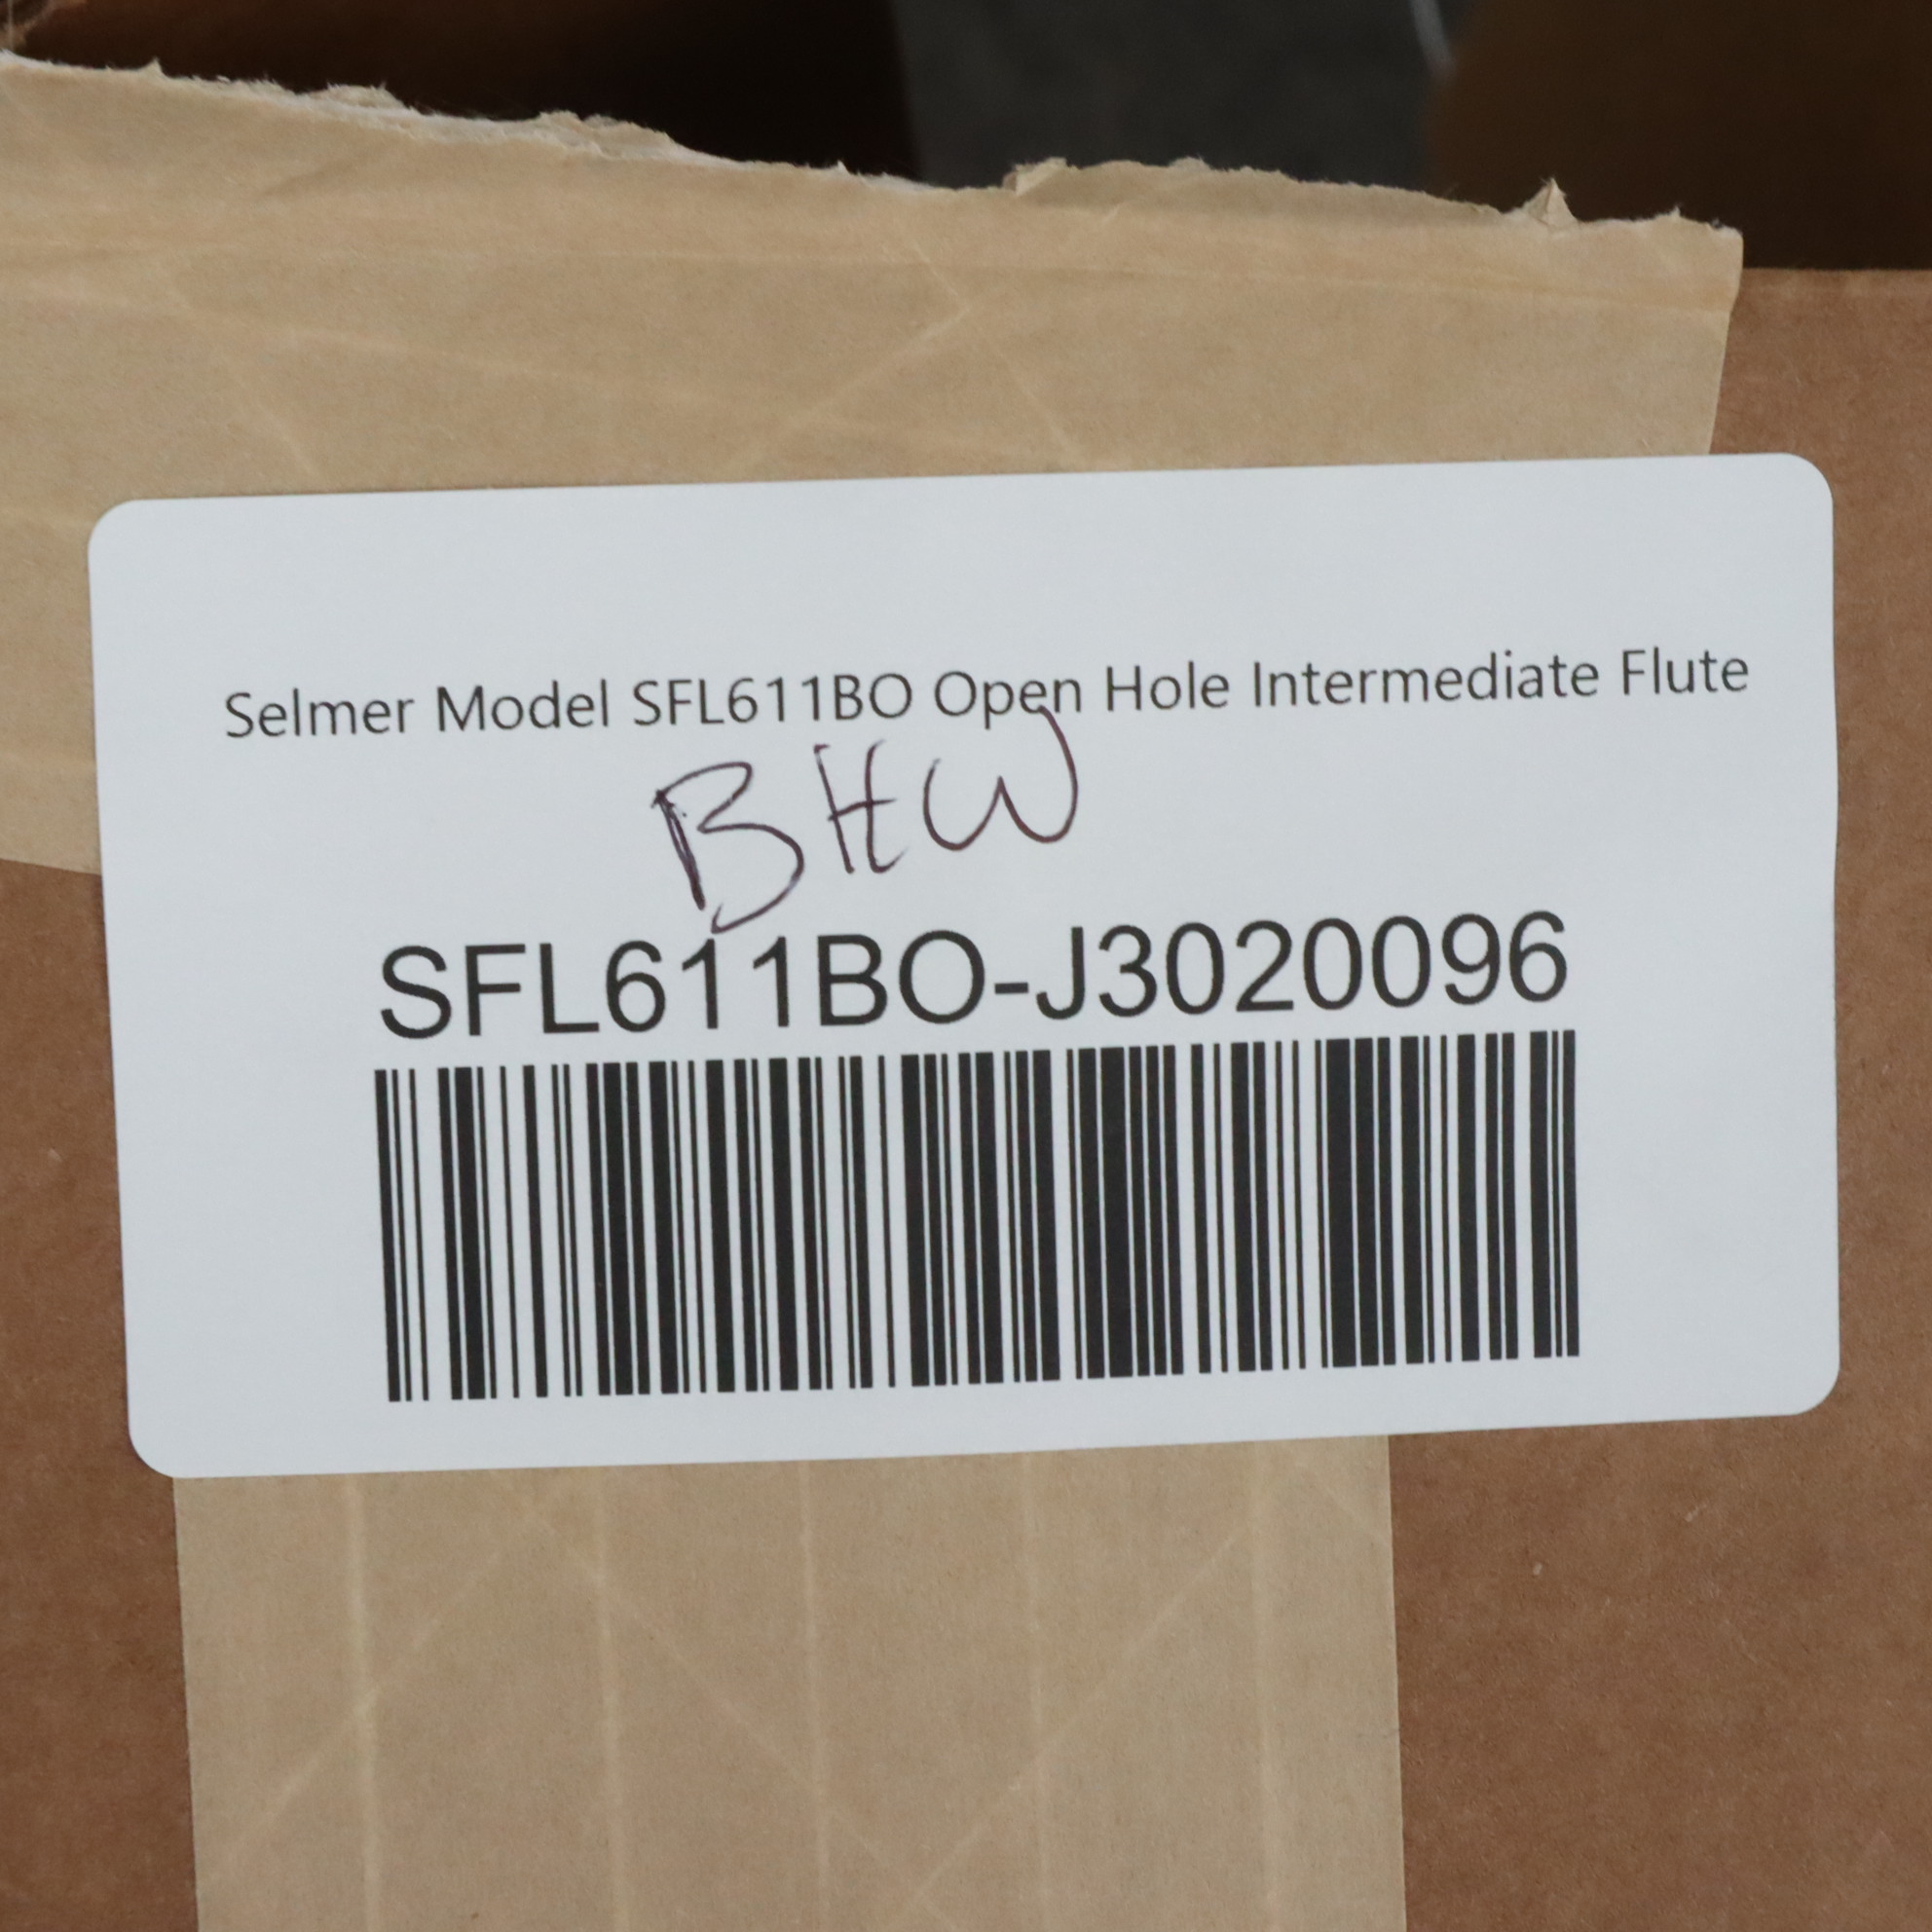 Selmer Model SFL611BO Open Hole Intermediate Flute
BHW
SFL611BO-J3020096